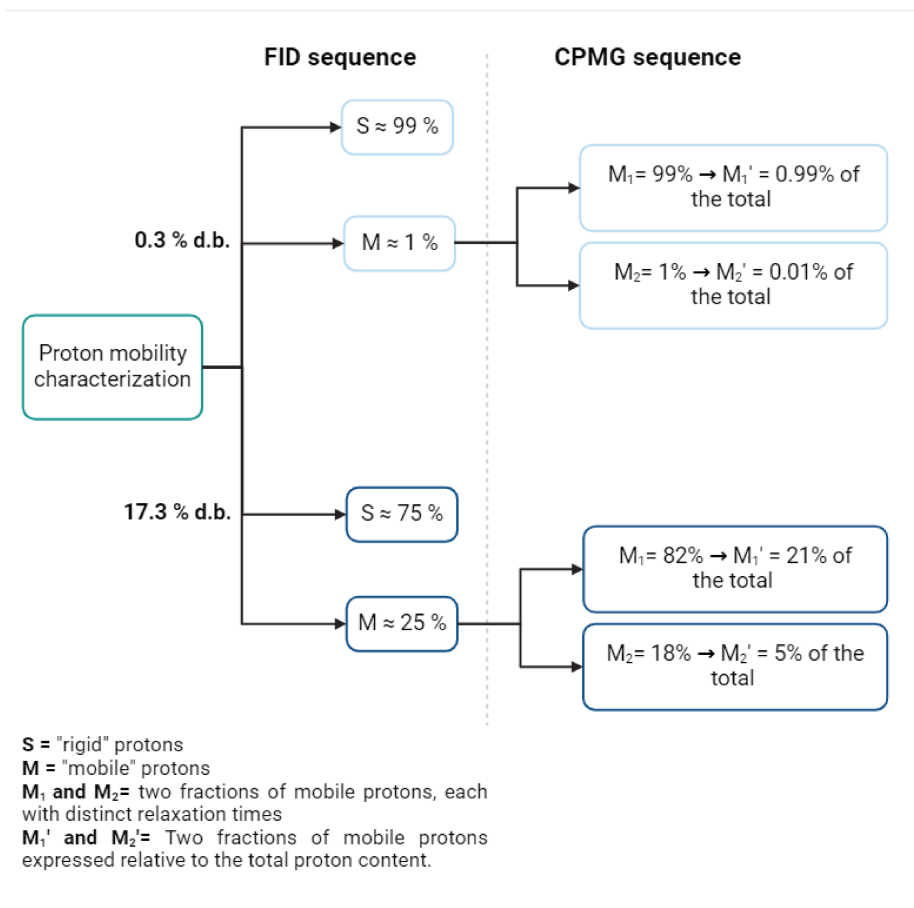 FID sequence
CPMG sequence
S ≈ 99 %
M₁= 99% → M₁' = 0.99% of
the total
0.3 % d.b.
M ≈ 1 %
M₂= 1% → M₂' = 0.01% of
the total
Proton mobility
characterization
17.3 % d.b.
S ≈ 75 %
M₁= 82% → M₁' = 21% of
the total
M ≈ 25 %
M₂= 18% → M₂' = 5% of the
total
S = "rigid" protons
M = "mobile" protons
M₁ and M₂= two fractions of mobile protons, each
with distinct relaxation times
M₁' and M₂'= Two fractions of mobile protons
expressed relative to the total proton content.